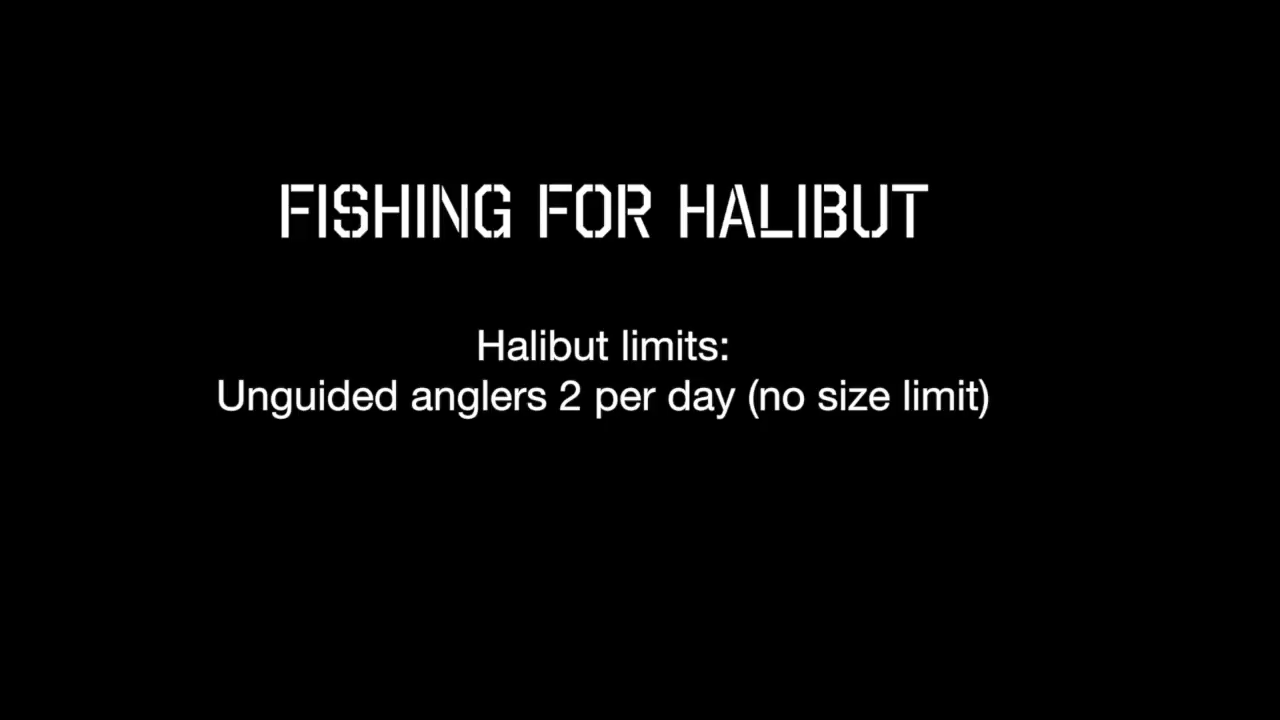 FISHING FOR HALIBUT
Halibut limits:
Unguided anglers 2 per day (no size limit)